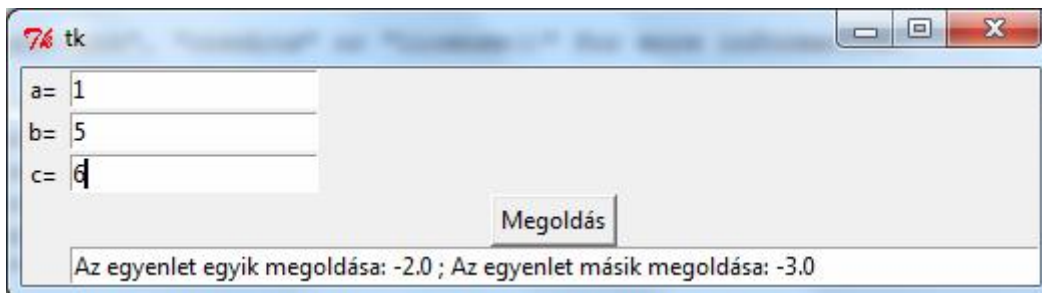 tk
a= 1
b= 5
c= 6
Megoldás
Az egyenlet egyik megoldása: -2.0 ; Az egyenlet másik megoldása: -3.0